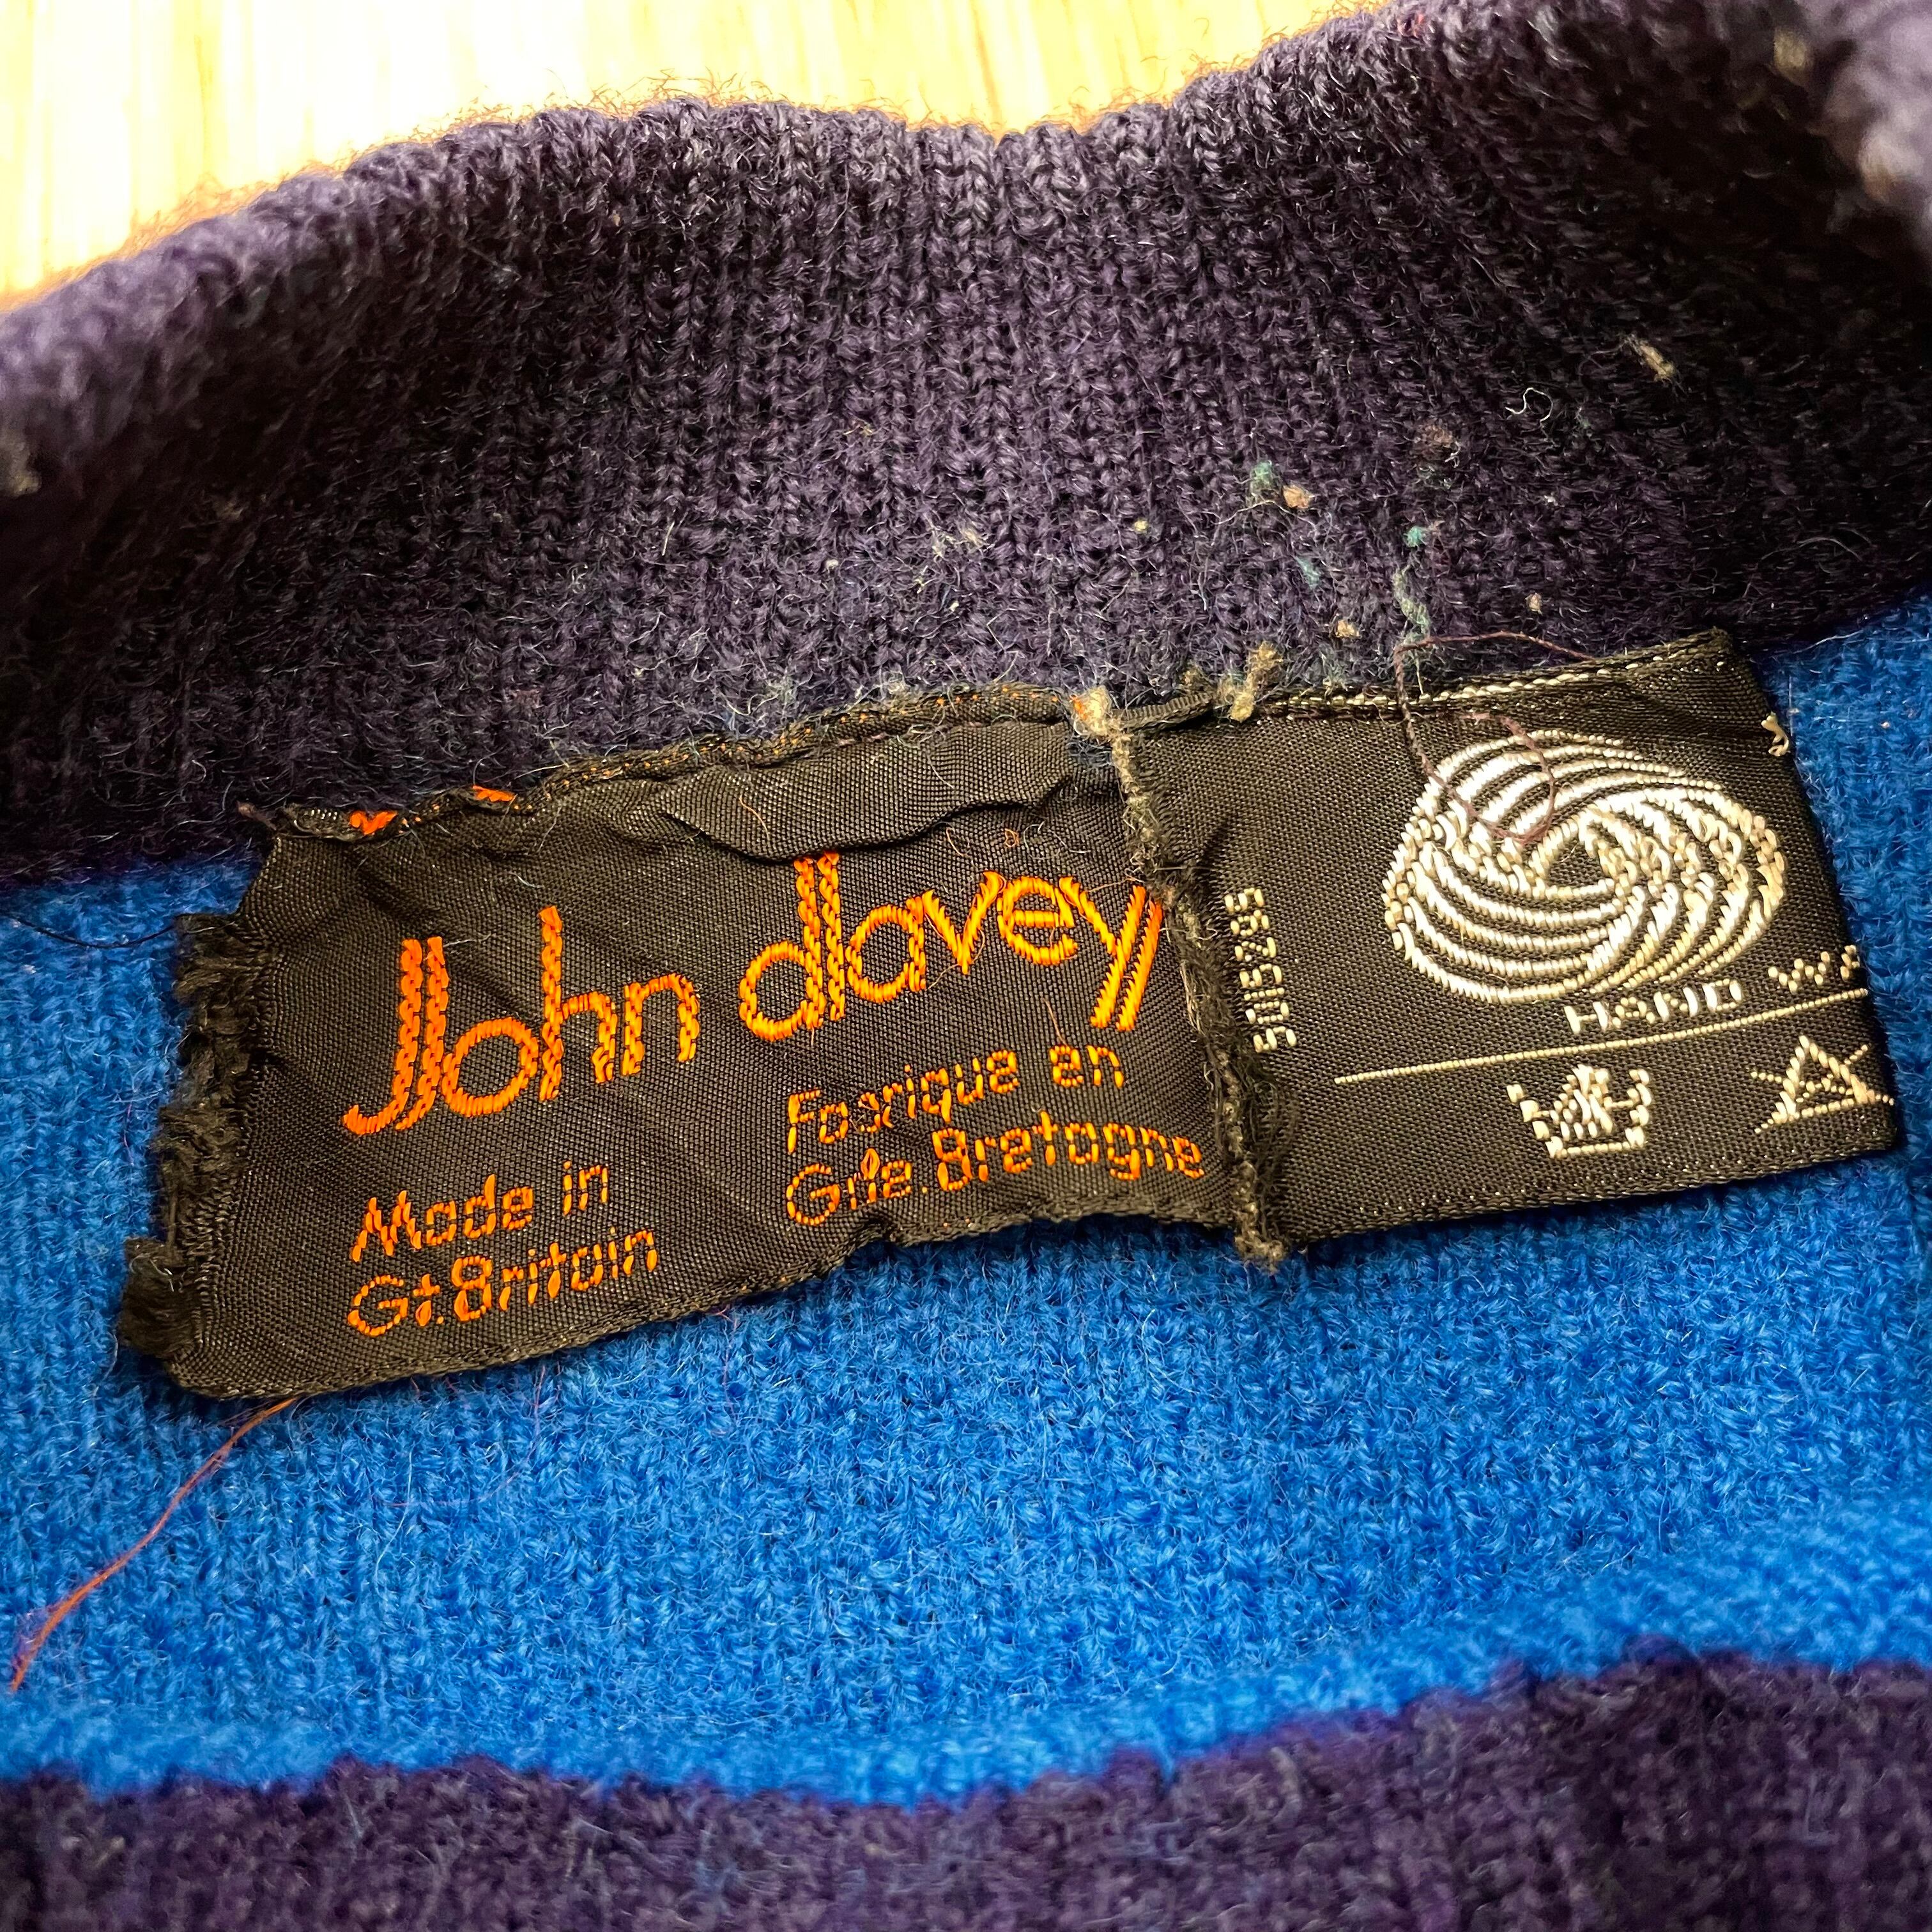 John davey
Made in
Gt.Britain
Fabrique en
Gde.Bretagne
HAND